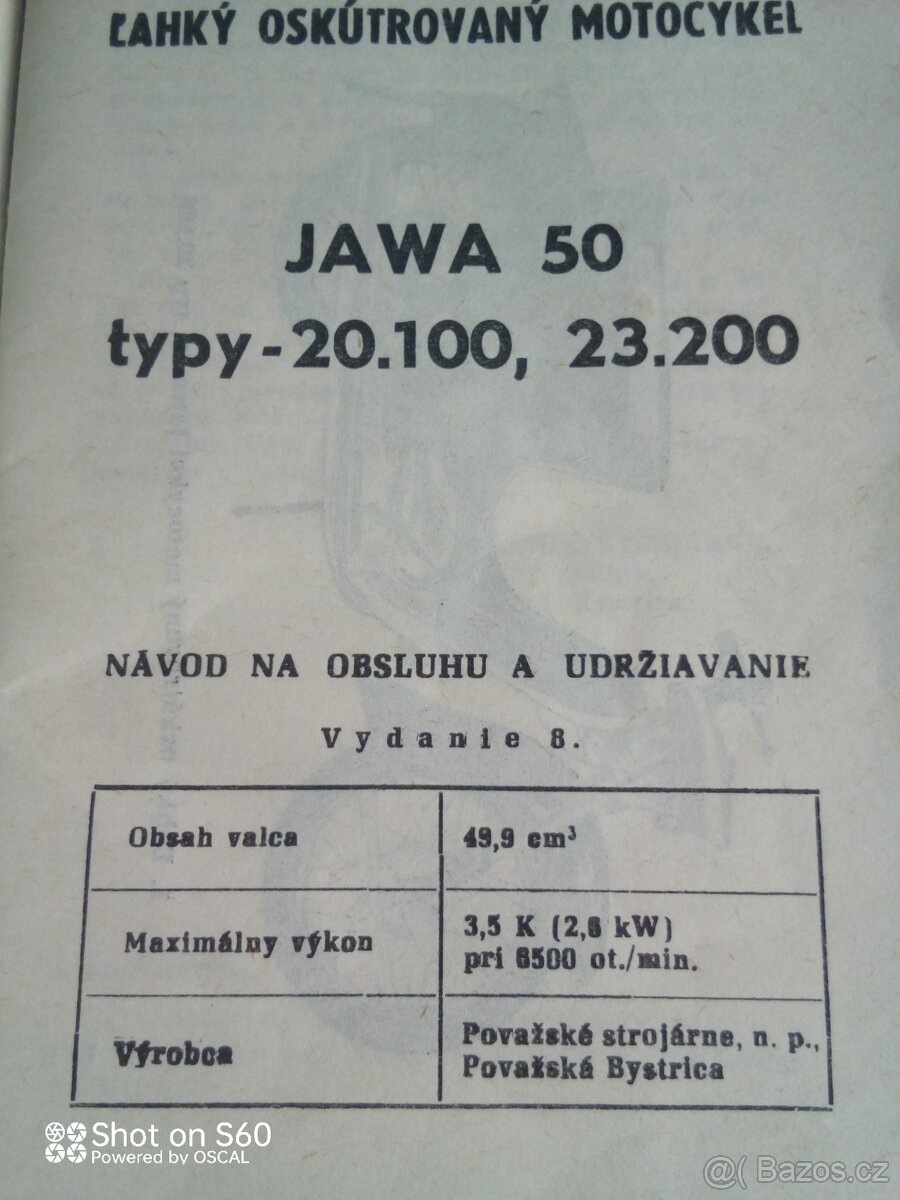 ĽAHKÝ OSKÚTROVANÝ MOTOCYKEL
JAWA 50
typy - 20.100, 23.200
NÁVOD NA OBSLUHU A UDRŽIAVANIE
Vydanie 8.
Obsah valca 49,9 cm³
Maximálny výkon 3,5 K (2,6 kW)
pri 6500 ot./min.
Výrobca Považské strojárne, n. p.,
Považská Bystrica
Shot on S60
Powered by OSCAL
@( Bazos.cz